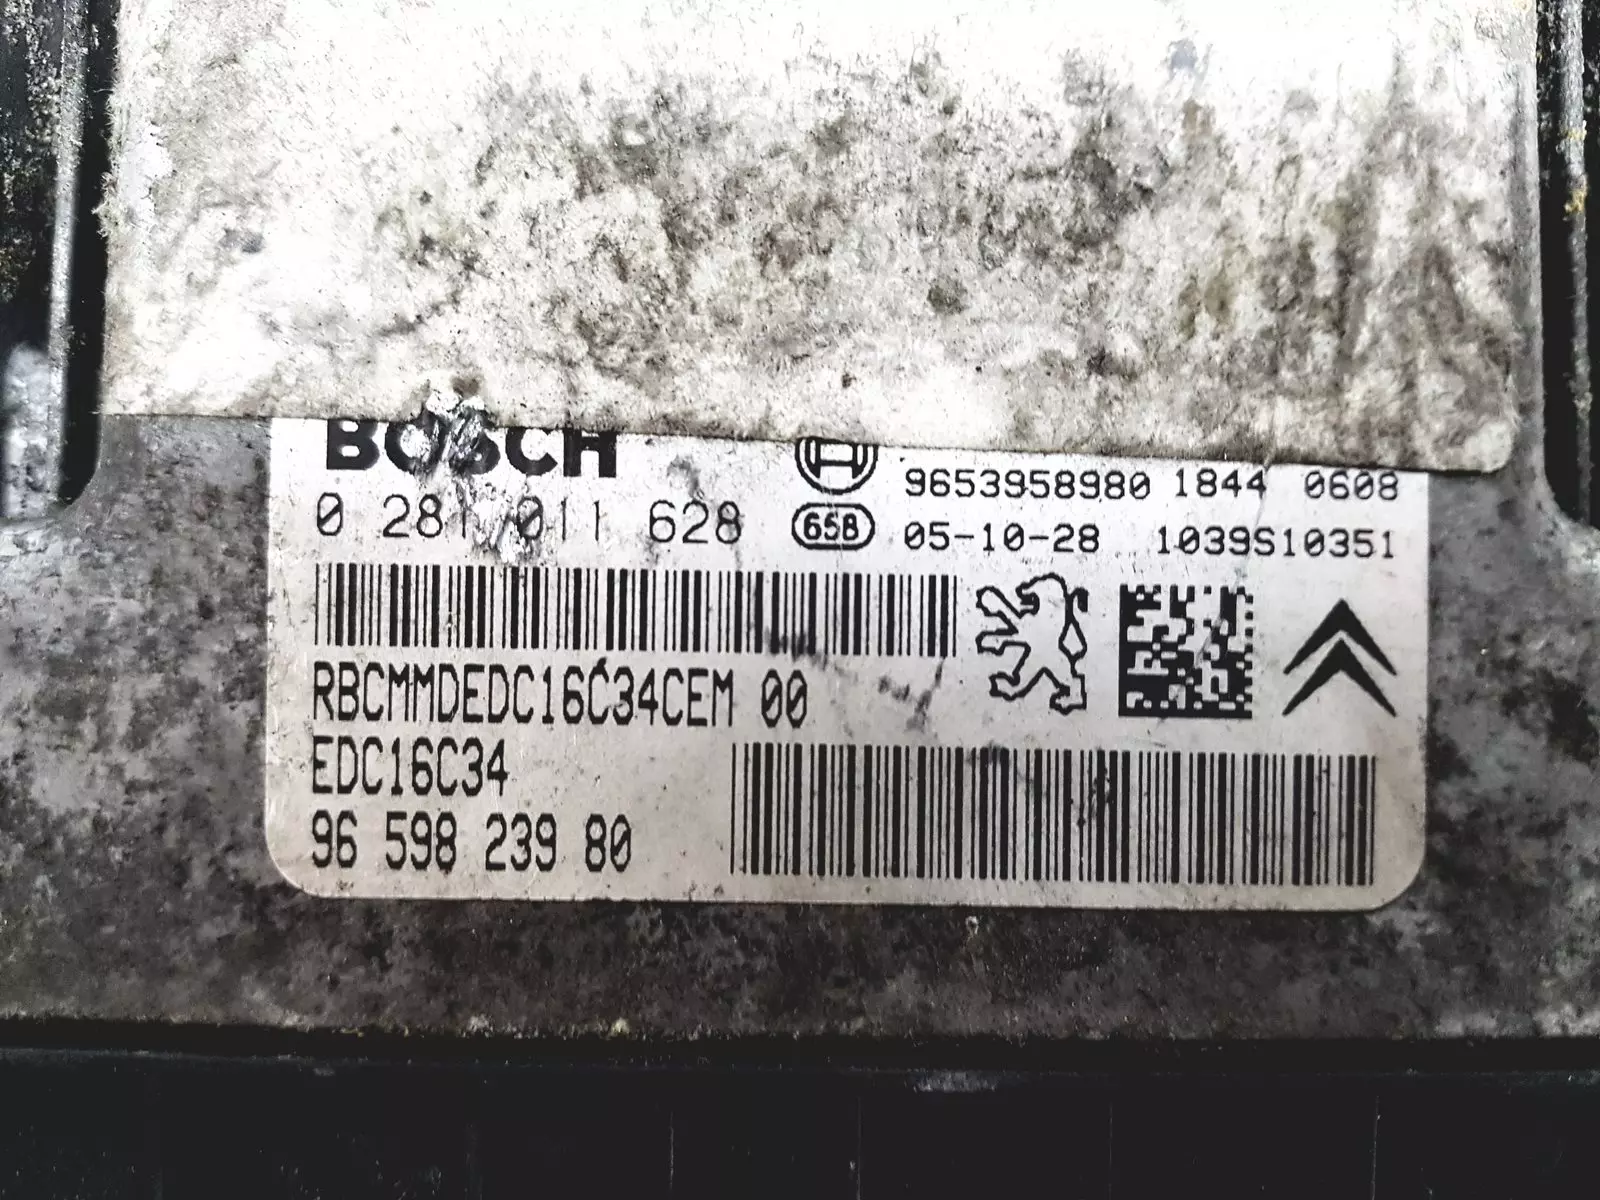 BOSCH
9653958980 1844 0608
0 281 011 628 65B 05-10-28 1039S10351
RBCMMDEDC16C34CEM 00
EDC16C34
96 598 239 80